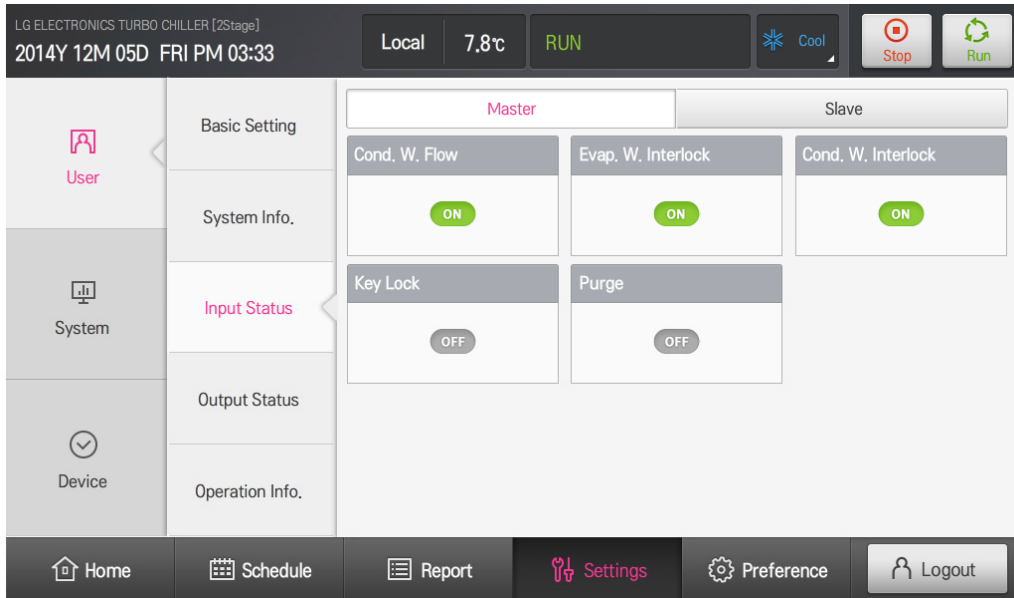 LG ELECTRONICS TURBO CHILLER [2Stage]
2014Y 12M 05D FRI PM 03:33
Local
7.8℃
RUN
Cool
Stop
Run
User
System
Device
Basic Setting
System Info.
Input Status
Output Status
Operation Info.
Master
Slave
Cond. W. Flow
Evap. W. Interlock
Cond. W. Interlock
ON
ON
ON
Key Lock
Purge
OFF
OFF
Home
Schedule
Report
Settings
Preference
Logout